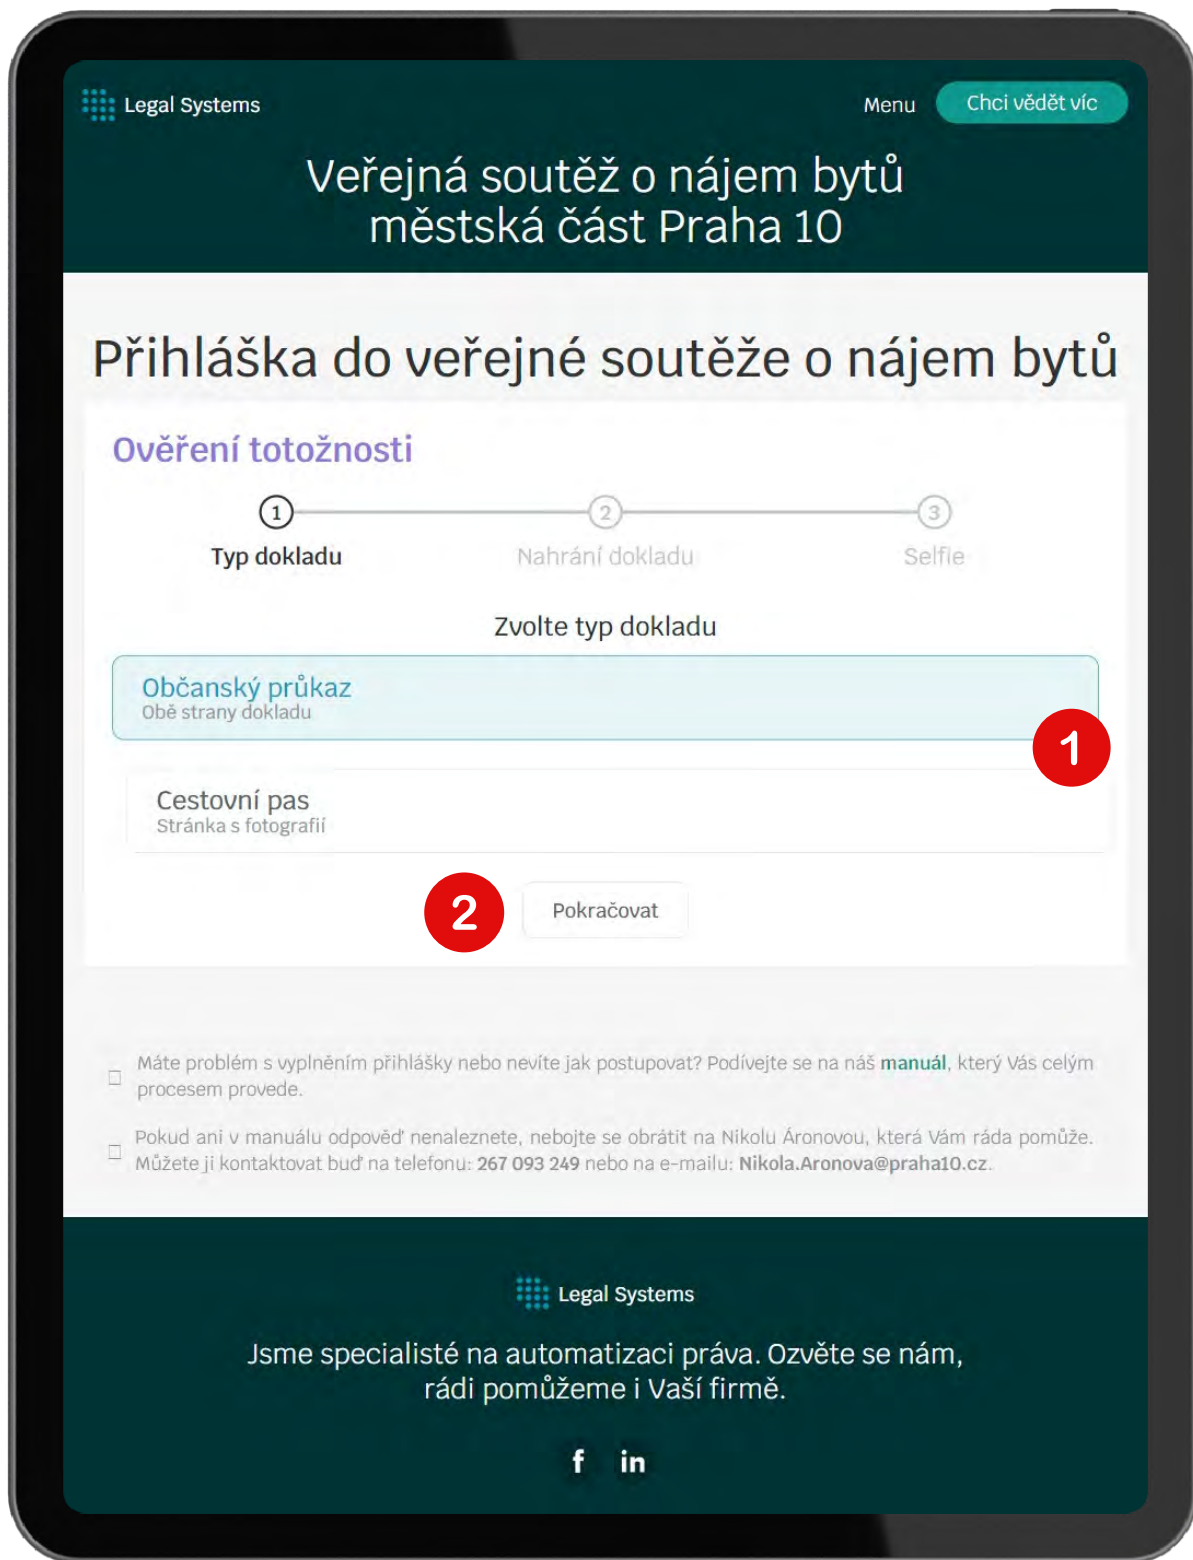 Legal Systems
Menu
Chci vědět víc
Veřejná soutěž o nájem bytů
městská část Praha 10
Přihláška do veřejné soutěže o nájem bytů
Ověření totožnosti
1
2
3
Typ dokladu
Nahrání dokladu
Selfie
Zvolte typ dokladu
Občanský průkaz
Obě strany dokladu
1
Cestovní pas
Stránka s fotografií
2
Pokračovat
Máte problém s vyplněním přihlášky nebo nevíte jak postupovat? Podívejte se na náš manuál, který Vás celým
procesem provede.
Pokud ani v manuálu odpověď nenaleznete, nebojte se obrátit na Nikolu Áronovou, která Vám ráda pomůže.
Můžete ji kontaktovat buď na telefonu: 267 093 249 nebo na e-mailu: Nikola.Aronova@praha10.cz.
Legal Systems
Jsme specialisté na automatizaci práva. Ozvěte se nám,
rádi pomůžeme i Vaší firmě.
f in